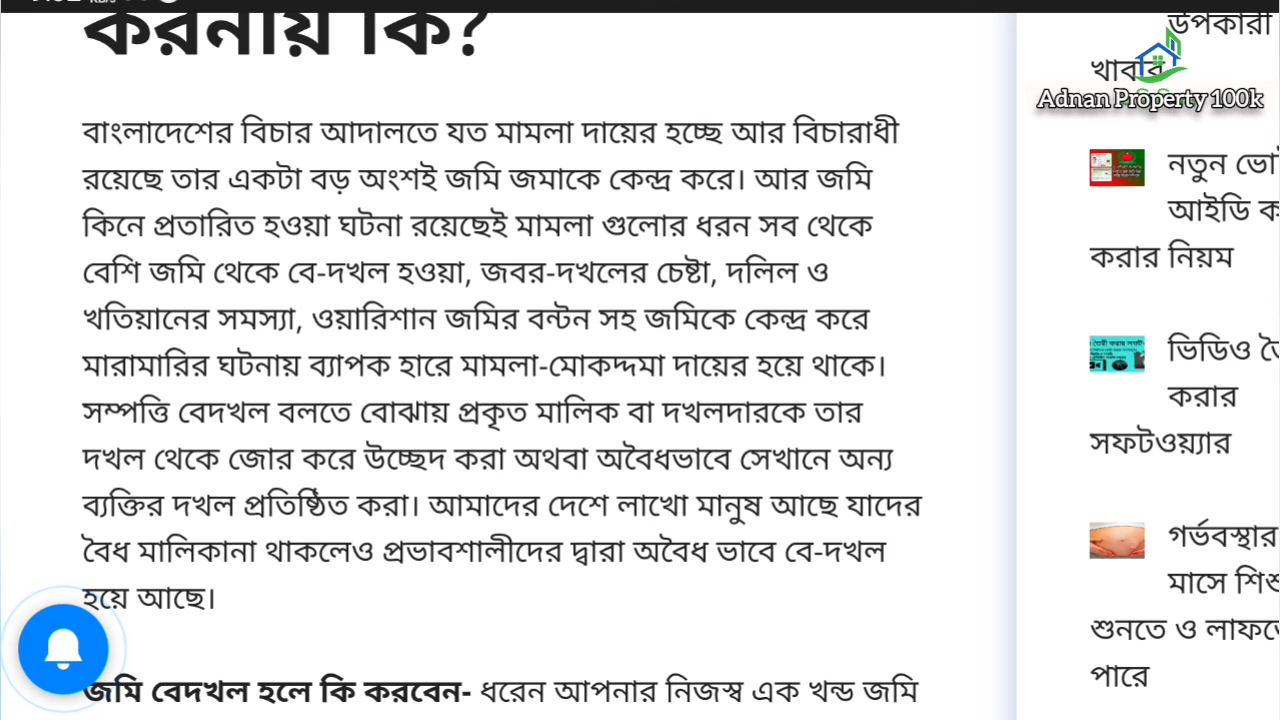 করনীয় কি?
বাংলাদেশের বিচার আদালতে যত মামলা দায়ের হচ্ছে আর বিচারাধী
রয়েছে তার একটা বড় অংশই জমি জমাকে কেন্দ্র করে। আর জমি
কিনে প্রতারিত হওয়া ঘটনা রয়েছেই মামলা গুলোর ধরন সব থেকে
বেশি জমি থেকে বে-দখল হওয়া, জবর-দখলের চেষ্টা, দলিল ও
খতিয়ানের সমস্যা, ওয়ারিশান জমির বন্টন সহ জমিকে কেন্দ্র করে
মারামারির ঘটনায় ব্যাপক হারে মামলা-মোকদ্দমা দায়ের হয়ে থাকে।
সম্পত্তি বেদখল বলতে বোঝায় প্রকৃত মালিক বা দখলদারকে তার
দখল থেকে জোর করে উচ্ছেদ করা অথবা অবৈধভাবে সেখানে অন্য
ব্যক্তির দখল প্রতিষ্ঠিত করা। আমাদের দেশে লাখো মানুষ আছে যাদের
বৈধ মালিকানা থাকলেও প্রভাবশালীদের দ্বারা অবৈধ ভাবে বে-দখল
হয়ে আছে।
জমি বেদখল হলে কি করবেন- ধরেন আপনার নিজস্ব এক খন্ড জমি
উপকারী
খাবার
Adnan Property 100k
নতুন
আইডি
করার নিয়ম
ভিডিও
করার
সফটওয়্যার
গর্ভবস্থার
মাসে
শুনতে ও
পারে